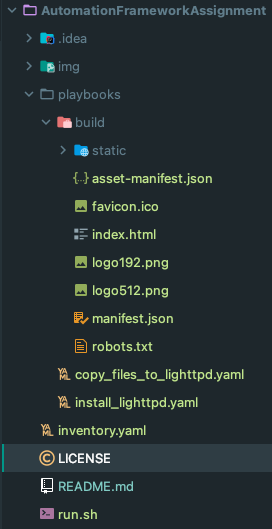 AutomationFrameworkAssignment
.idea
img
playbooks
build
static
asset-manifest.json
favicon.ico
index.html
logo192.png
logo512.png
manifest.json
robots.txt
copy_files_to_lighttpd.yaml
install_lighttpd.yaml
inventory.yaml
LICENSE
README.md
run.sh